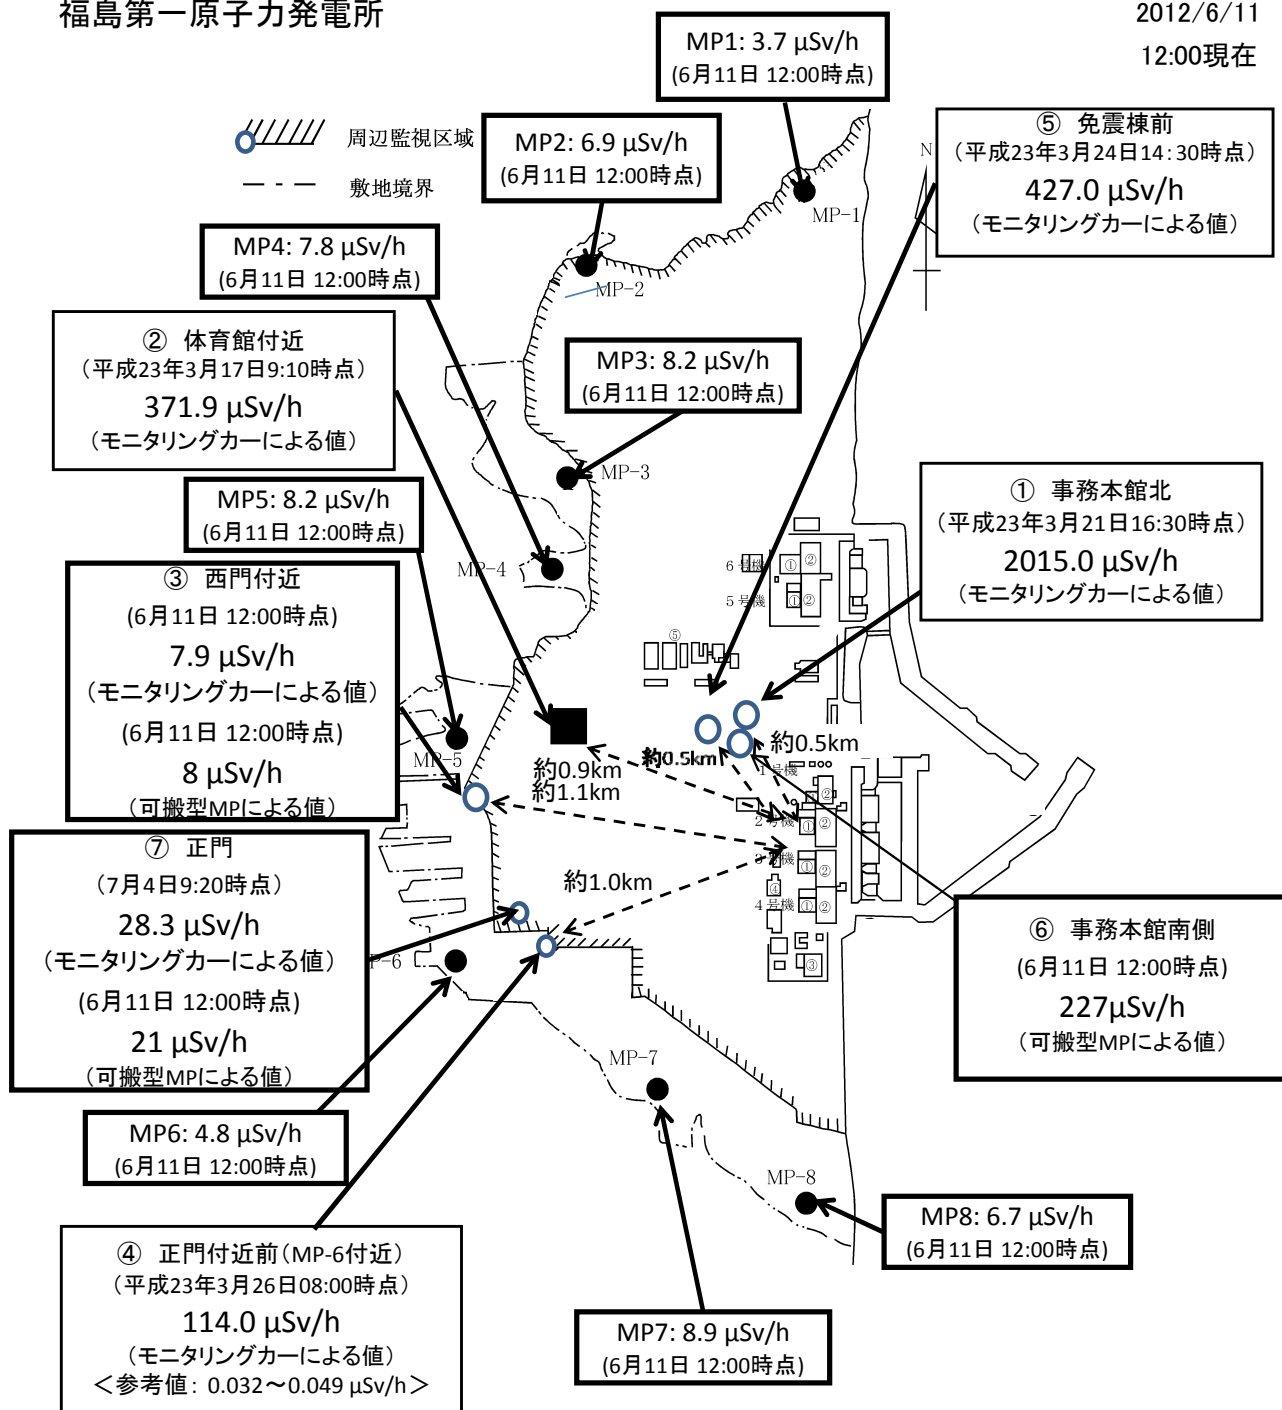 福島第一原子力発電所
2012/6/11
12:00現在
周辺監視区域
敷地境界
MP1: 3.7 μSv/h
(6月11日 12:00時点)
MP2: 6.9 μSv/h
(6月11日 12:00時点)
⑤ 免震棟前
(平成23年3月24日14:30時点)
427.0 μSv/h
(モニタリングカーによる値)
N
MP-1
MP4: 7.8 μSv/h
(6月11日 12:00時点)
MP-2
② 体育館付近
(平成23年3月17日9:10時点)
371.9 μSv/h
(モニタリングカーによる値)
MP3: 8.2 μSv/h
(6月11日 12:00時点)
MP-3
① 事務本館北
(平成23年3月21日16:30時点)
2015.0 μSv/h
(モニタリングカーによる値)
MP5: 8.2 μSv/h
(6月11日 12:00時点)
MP-4
6号機
①
②
5号機
①
②
⑤
③ 西門付近
(6月11日 12:00時点)
7.9 μSv/h
(モニタリングカーによる値)
(6月11日 12:00時点)
8 μSv/h
(可搬型MPによる値)
MP-5
約0.9km
約1.1km
約0.5km
約0.5km
1号機
②
2号機
①
②
3号機
①
②
④
4号機
①
②
③
約1.0km
⑦ 正門
(7月4日9:20時点)
28.3 μSv/h
(モニタリングカーによる値)
(6月11日 12:00時点)
21 μSv/h
(可搬型MPによる値)
P-6
⑥ 事務本館南側
(6月11日 12:00時点)
227μSv/h
(可搬型MPによる値)
MP-7
MP6: 4.8 μSv/h
(6月11日 12:00時点)
MP-8
MP8: 6.7 μSv/h
(6月11日 12:00時点)
④ 正門付近前(MP-6付近)
(平成23年3月26日08:00時点)
114.0 μSv/h
(モニタリングカーによる値)
<参考値: 0.032～0.049 μSv/h>
MP7: 8.9 μSv/h
(6月11日 12:00時点)